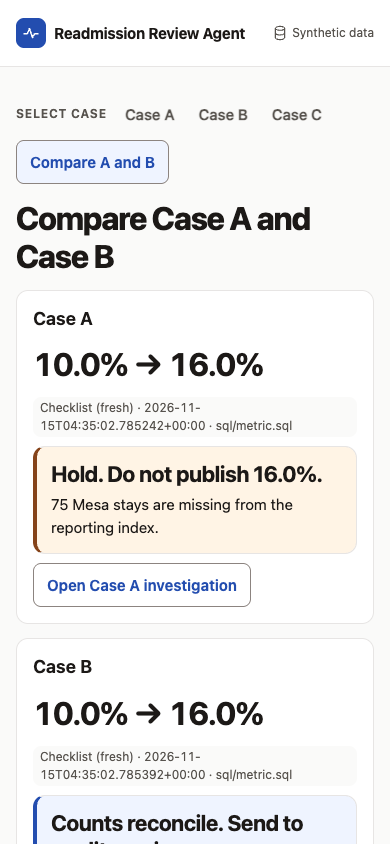 Readmission Review Agent
Synthetic data
SELECT CASE
Case A
Case B
Case C
Compare A and B
Compare Case A and
Case B
Case A
10.0% → 16.0%
Checklist (fresh) · 2026-11-
15T04:35:02.785242+00:00 · sql/metric.sql
Hold. Do not publish 16.0%.
75 Mesa stays are missing from the
reporting index.
Open Case A investigation
Case B
10.0% → 16.0%
Checklist (fresh) · 2026-11-
15T04:35:02.785392+00:00 · sql/metric.sql
Counts reconcile. Send to